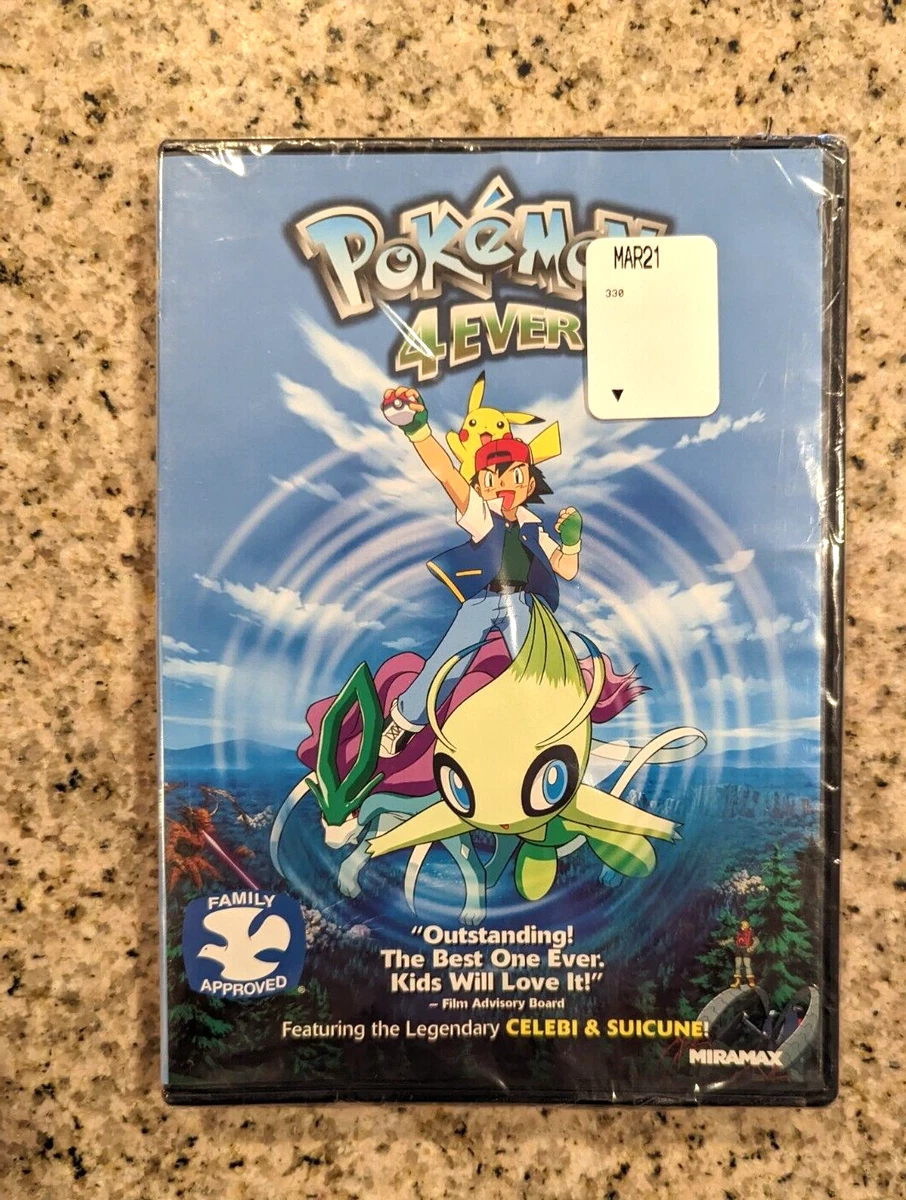 POKÉMON
4EVER
MAR21
330
FAMILY
APPROVED
®
"Outstanding!
The Best One Ever.
Kids Will Love It!"
– Film Advisory Board
Featuring the Legendary CELEBI & SUICUNE!
MIRAMAX